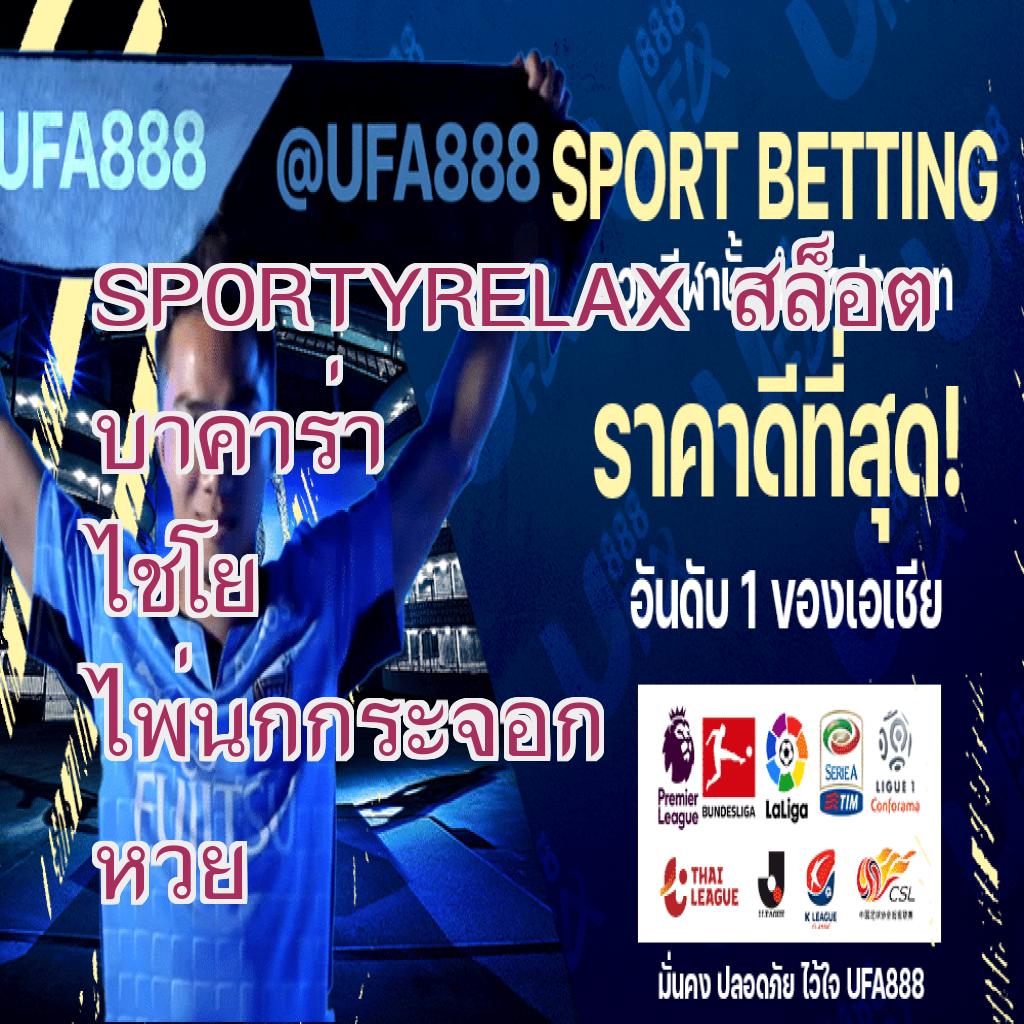 UFA888
@UFA888
SPORT BETTING
SPORTYRELAX สล็อต
ราคาดีที่สุด!
บาคาร่า
ไชโย
อันดับ 1 ของเอเชีย
ไพ่นกกระจอก
หวย
FUJITSU
Premier League
BUNDESLIGA
LaLiga
SERIE A
TIM
LIGUE 1
Conforama
THAI LEAGUE
J.LEAGUE
K LEAGUE
CSL
มั่นคง ปลอดภัย ไว้ใจ UFA888